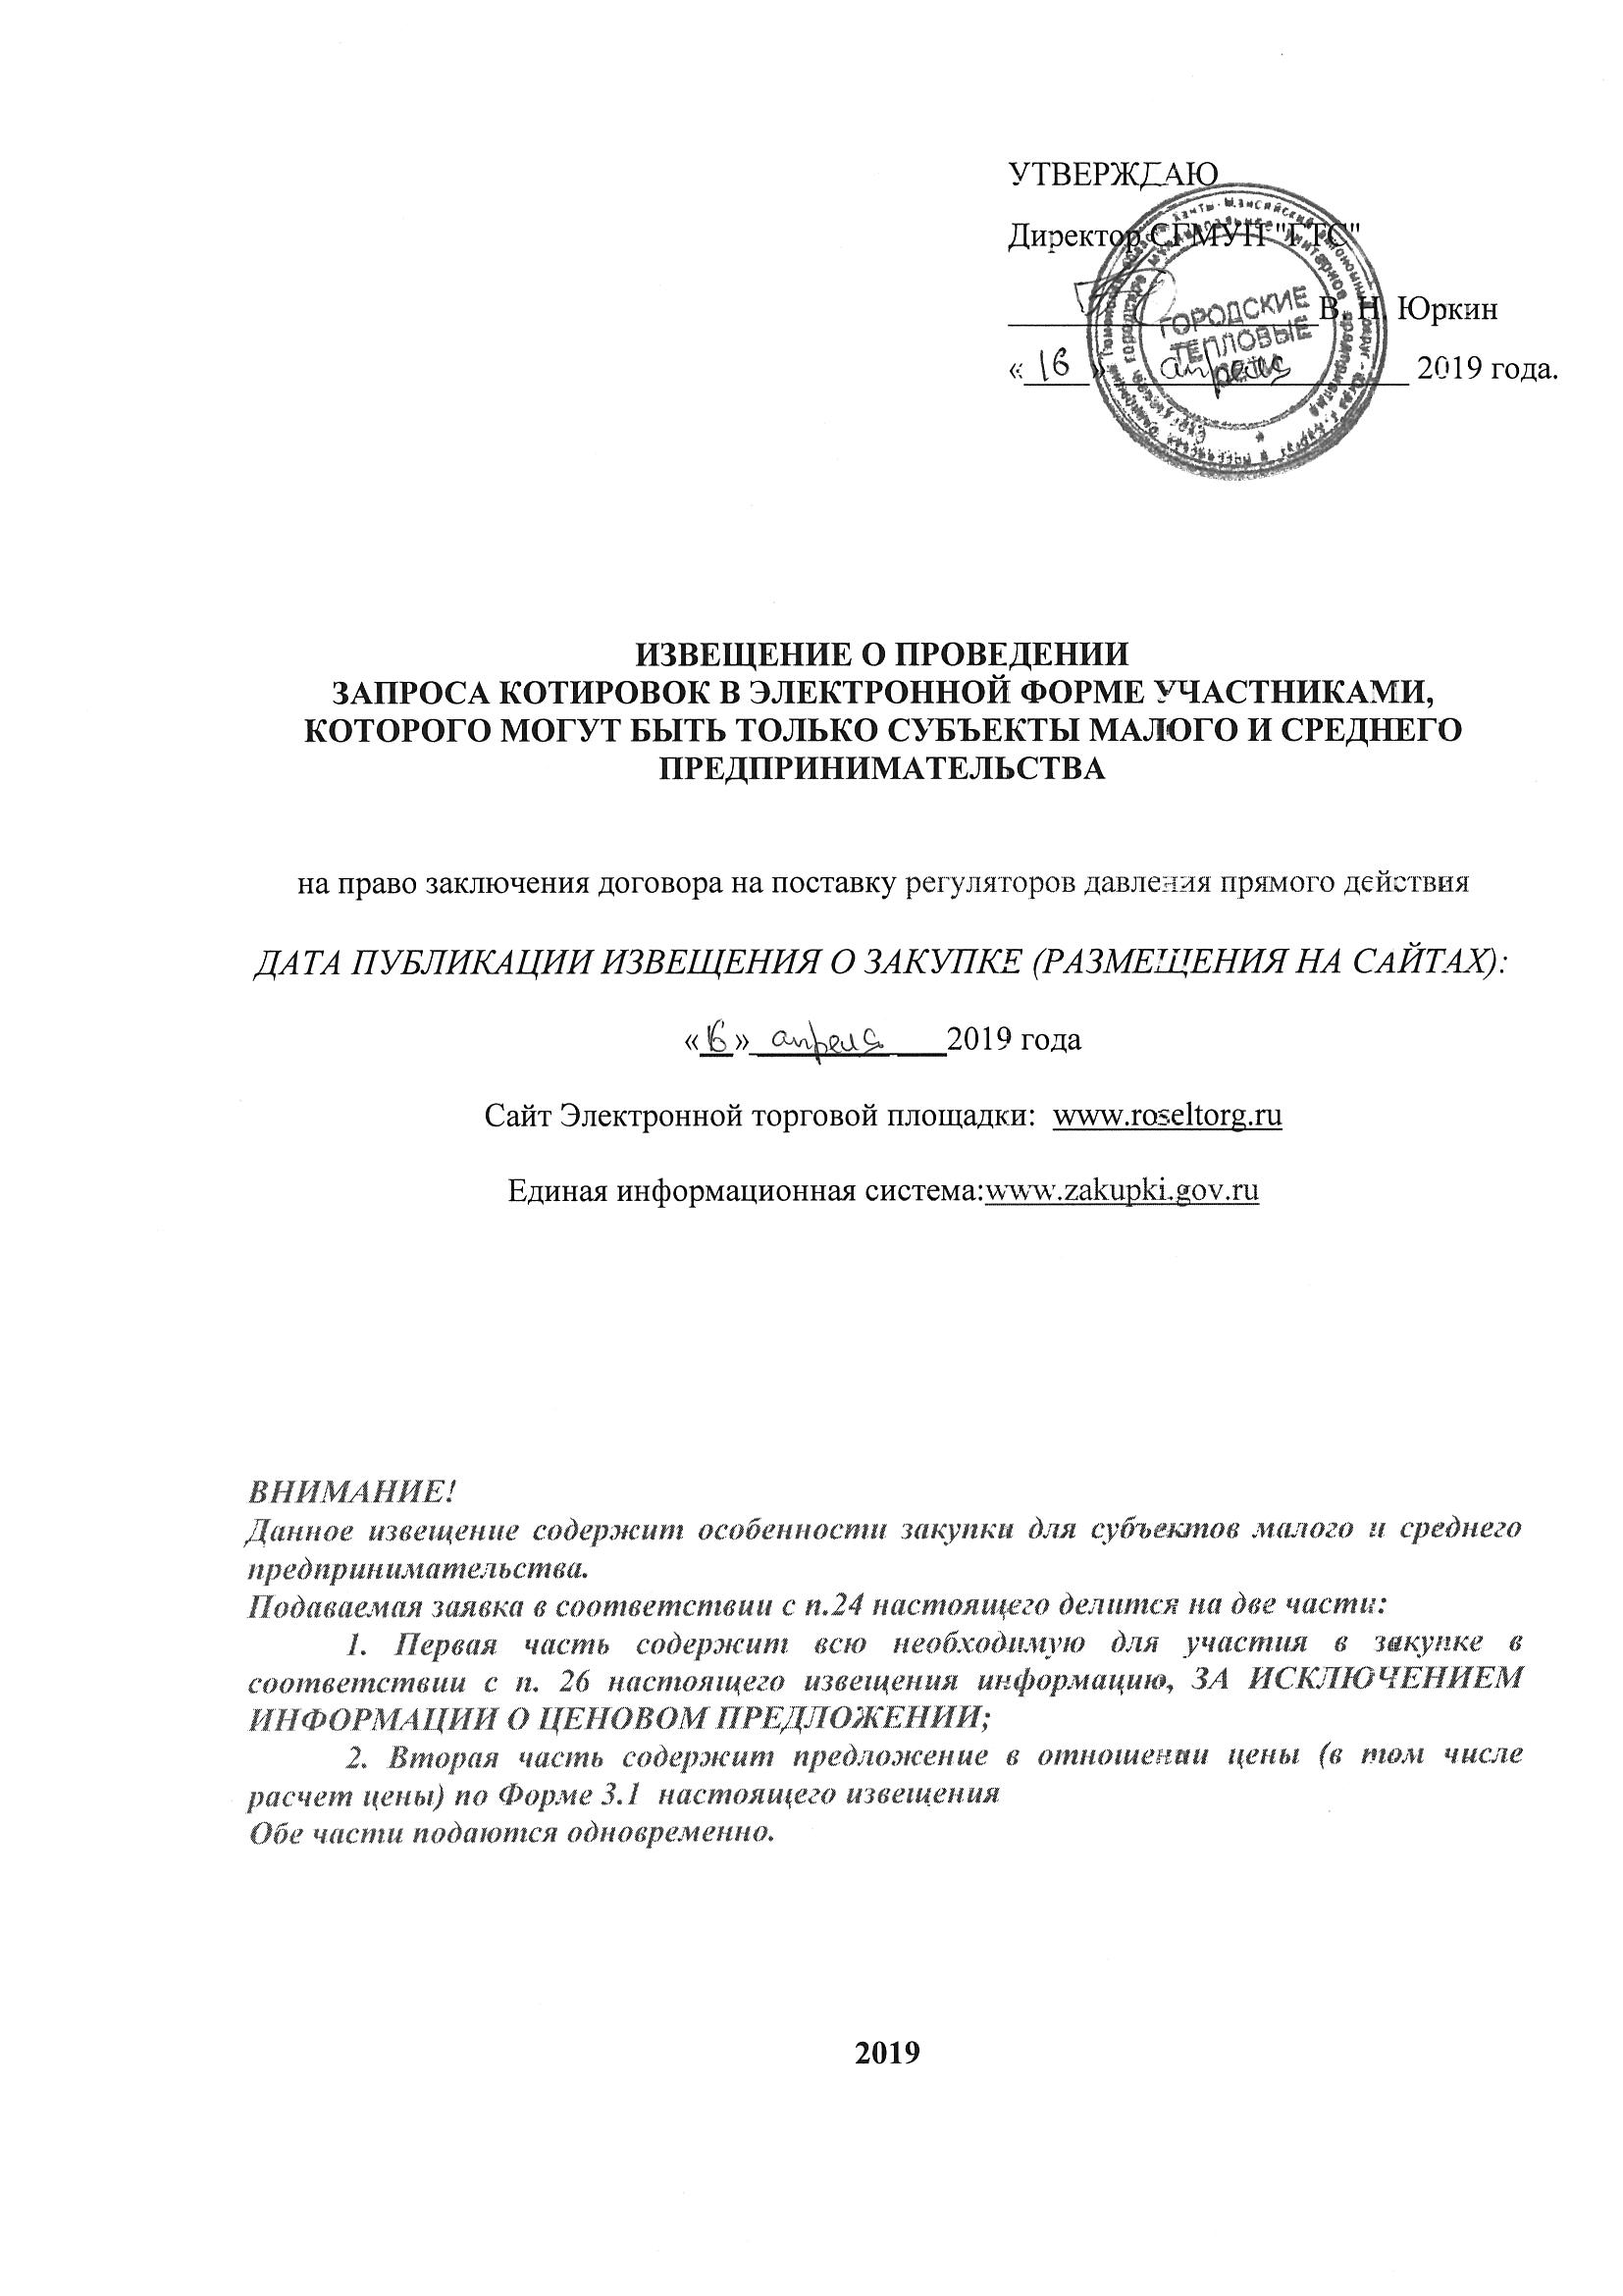 УТВЕРЖДАЮ
Директор СГМУП "ГТС"
В. Н. Юркин
«16» апреля 2019 года.
ГОРОДСКИЕ
ТЕПЛОВЫЕ
СЕТИ
ИЗВЕЩЕНИЕ О ПРОВЕДЕНИИ
ЗАПРОСА КОТИРОВОК В ЭЛЕКТРОННОЙ ФОРМЕ УЧАСТНИКАМИ,
КОТОРОГО МОГУТ БЫТЬ ТОЛЬКО СУБЪЕКТЫ МАЛОГО И СРЕДНЕГО
ПРЕДПРИНИМАТЕЛЬСТВА
на право заключения договора на поставку регуляторов давления прямого действия
ДАТА ПУБЛИКАЦИИ ИЗВЕЩЕНИЯ О ЗАКУПКЕ (РАЗМЕЩЕНИЯ НА САЙТАХ):
«16» апреля 2019 года
Сайт Электронной торговой площадки: www.roseltorg.ru
Единая информационная система:www.zakupki.gov.ru
ВНИМАНИЕ!
Данное извещение содержит особенности закупки для субъектов малого и среднего
предпринимательства.
Подаваемая заявка в соответствии с п.24 настоящего делится на две части:
1. Первая часть содержит всю необходимую для участия в закупке в
соответствии с п. 26 настоящего извещения информацию, ЗА ИСКЛЮЧЕНИЕМ
ИНФОРМАЦИИ О ЦЕНОВОМ ПРЕДЛОЖЕНИИ;
2. Вторая часть содержит предложение в отношении цены (в том числе
расчет цены) по Форме 3.1 настоящего извещения
Обе части подаются одновременно.
2019